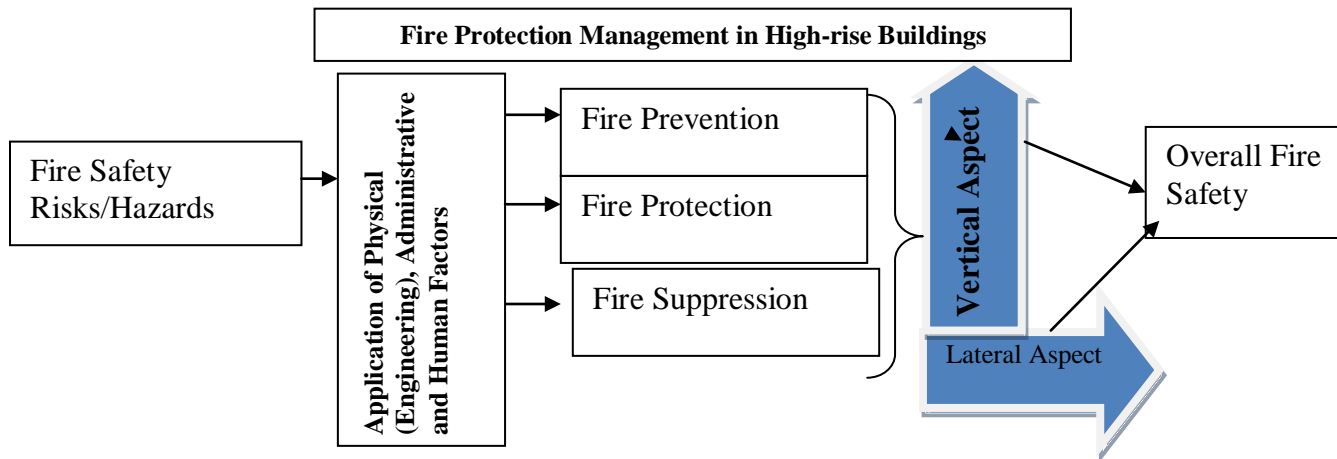 Fire Protection Management in High-rise Buildings
Fire Safety
Risks/Hazards
Application of Physical
(Engineering), Administrative
and Human Factors
Fire Prevention
Fire Protection
Fire Suppression
Vertical Aspect
Lateral Aspect
Overall Fire
Safety